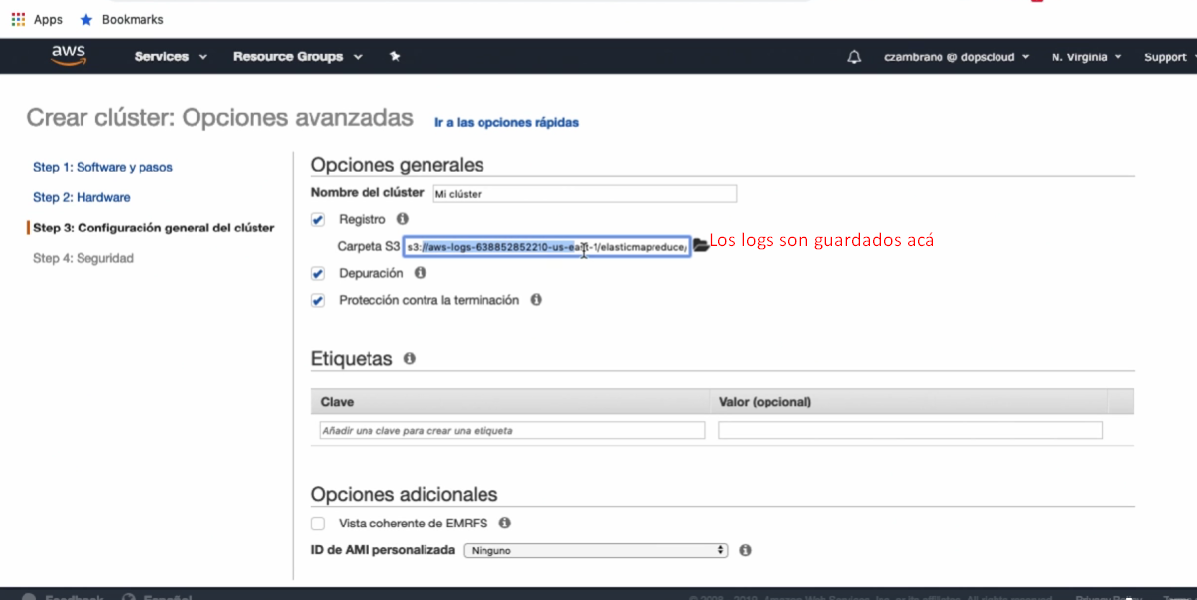 Apps Bookmarks
aws Services Resource Groups czambrano @ dopscloud N. Virginia Support
Crear clúster: Opciones avanzadas Ir a las opciones rápidas
Step 1: Software y pasos
Step 2: Hardware
Step 3: Configuración general del clúster
Step 4: Seguridad
Opciones generales
Nombre del clúster Mi clúster
Registro
Carpeta S3 s3://aws-logs-638852852210-us-east-1/elasticmapreduce/ Los logs son guardados acá
Depuración
Protección contra la terminación
Etiquetas
Clave Valor (opcional)
Añadir una clave para crear una etiqueta
Opciones adicionales
Vista coherente de EMRFS
ID de AMI personalizada Ninguno
Feedback Español